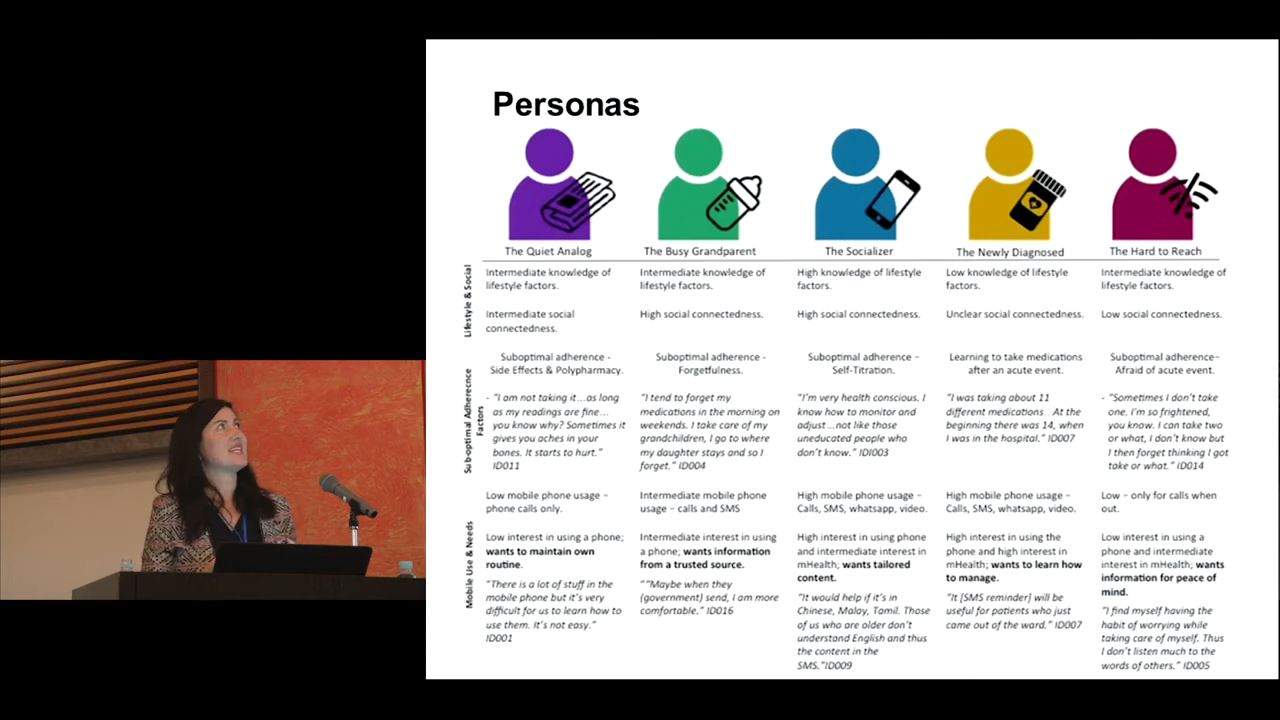 Personas
The Quiet Analog
The Busy Grandparent
The Socializer
The Newly Diagnosed
The Hard to Reach
Lifestyle & Social
Intermediate knowledge of
lifestyle factors.
Intermediate social
connectedness.
Intermediate knowledge of
lifestyle factors.
High social connectedness.
High knowledge of lifestyle
factors.
High social connectedness.
Low knowledge of lifestyle
factors.
Unclear social connectedness.
Intermediate knowledge of
lifestyle factors.
Low social connectedness.
Sub-optimal Adherecnce
Factors
Suboptimal adherence -
Side Effects & Polypharmacy.
- "I am not taking it...as long
as my readings are fine...
you know why? Sometimes it
gives you aches in your
bones. It starts to hurt."
ID011
Suboptimal adherence -
Forgetfulness.
"I tend to forget my
medications in the morning on
weekends. I take care of my
grandchildren, I go to where
my daughter stays and so I
forget." ID004
Suboptimal adherence –
Self-Titration.
"I'm very health conscious. I
know how to monitor and
adjust...not like those
uneducated people who
don't know." IDI003
Learning to take medications
after an acute event.
"I was taking about 11
different medications. At the
beginning there was 14, when
I was in the hospital." ID007
Suboptimal adherence–
Afraid of acute event.
- "Sometimes I don't take
one. I'm so frightened,
you know. I can take two
or what, I don't know but
I then forget thinking I got
take or what." ID014
Mobile Use & Needs
Low mobile phone usage –
phone calls only.
Low interest in using a phone;
wants to maintain own
routine.
"There is a lot of stuff in the
mobile phone but it's very
difficult for us to learn how to
use them. It's not easy."
ID001
Intermediate mobile phone
usage – calls and SMS
Intermediate interest in using
a phone; wants information
from a trusted source.
""Maybe when they
(government) send, I am more
comfortable." ID016
High mobile phone usage –
Calls, SMS, whatsapp, video.
High interest in using phone
and intermediate interest in
mHealth; wants tailored
content.
"It would help if it's in
Chinese, Malay, Tamil. Those
of us who are older don't
understand English and thus
the content in the
SMS."ID009
High mobile phone usage –
Calls, SMS, whatsapp, video.
High interest in using the
phone and high interest in
mHealth; wants to learn how
to manage.
"It [SMS reminder] will be
useful for patients who just
came out of the ward." ID007
Low – only for calls when
out.
Low interest in using a
phone and intermediate
interest in mHealth; wants
information for peace of
mind.
"I find myself having the
habit of worrying while
taking care of myself. Thus
I don't listen much to the
words of others." ID005